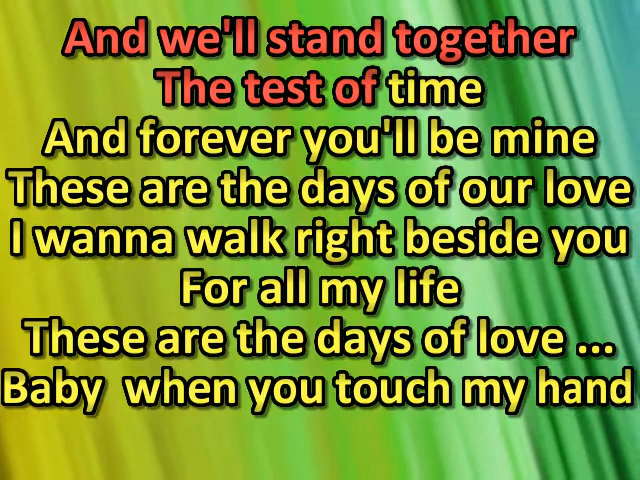 And we'll stand together
The test of time
And forever you'll be mine
These are the days of our love
I wanna walk right beside you
For all my life
These are the days of love ...
Baby  when you touch my hand